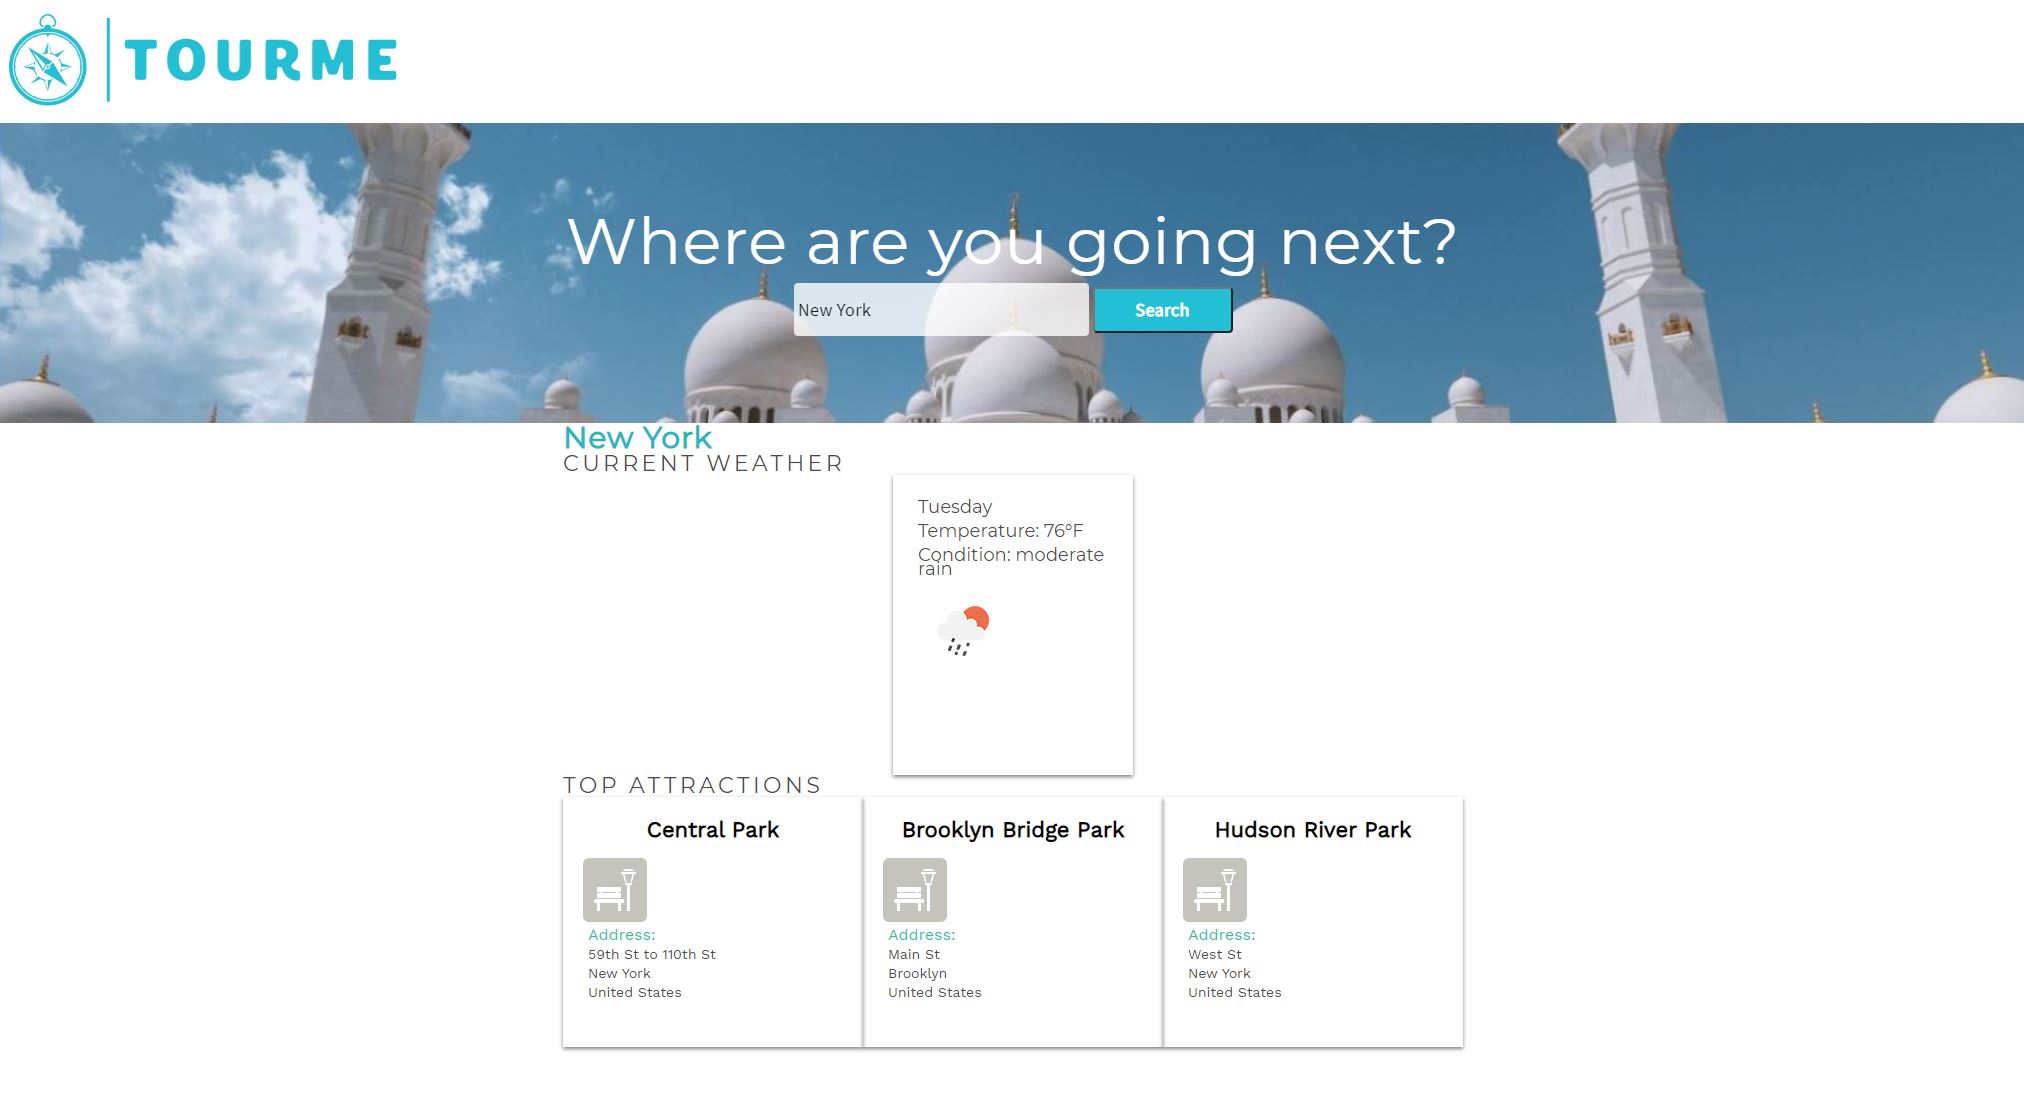 TOURME
Where are you going next?
New York
Search
New York
CURRENT WEATHER
Tuesday
Temperature: 76°F
Condition: moderate
rain
TOP ATTRACTIONS
Central Park
Address:
59th St to 110th St
New York
United States
Brooklyn Bridge Park
Address:
Main St
Brooklyn
United States
Hudson River Park
Address:
West St
New York
United States